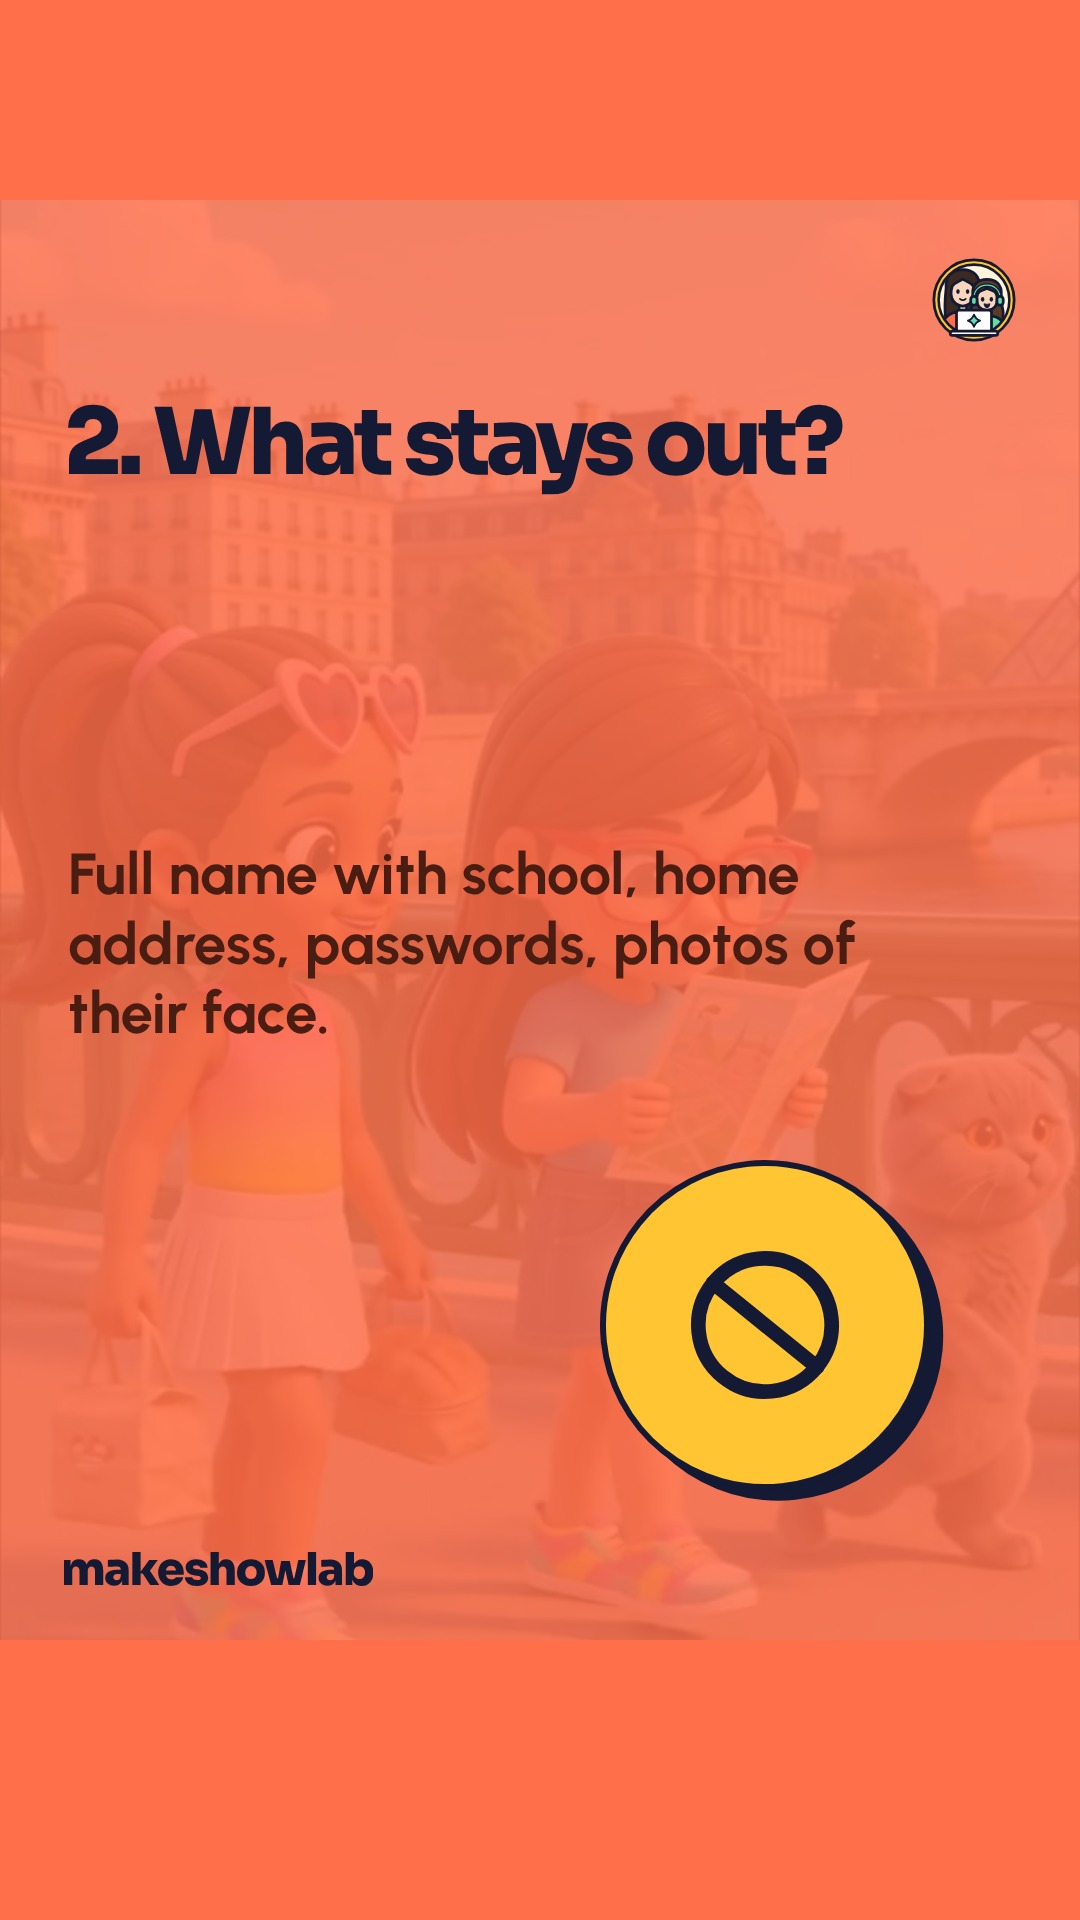 2. What stays out?
Full name with school, home
address, passwords, photos of
their face.
makeshowlab